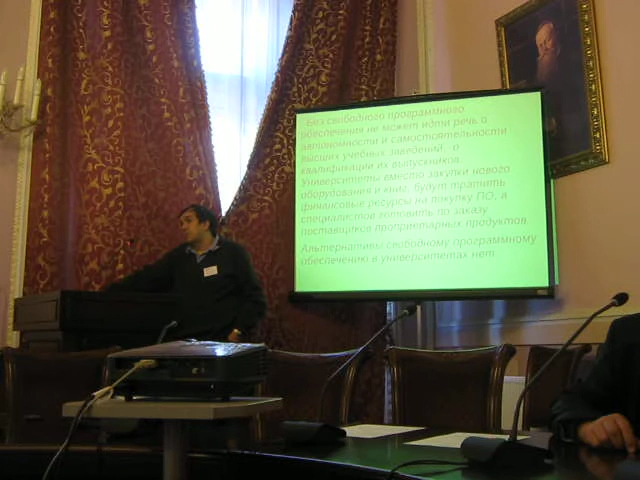 Без свободного программного
обеспечения не может идти речь о
автономности и самостоятельности
высших учебных заведений, о
квалификации их выпускников.
Университеты вместо закупки нового
оборудования и книг, будут тратить
финансовые ресурсы на покупку ПО, а
специалистов готовить по заказу
поставщиков проприетарных продуктов.
Альтернативы свободному программному
обеспечению в университетах нет.